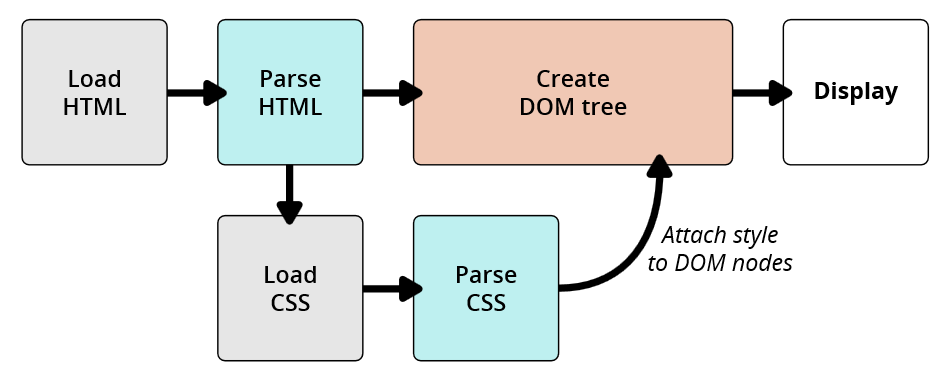 Load
HTML
Parse
HTML
Create
DOM tree
Display
Load
CSS
Parse
CSS
Attach style
to DOM nodes